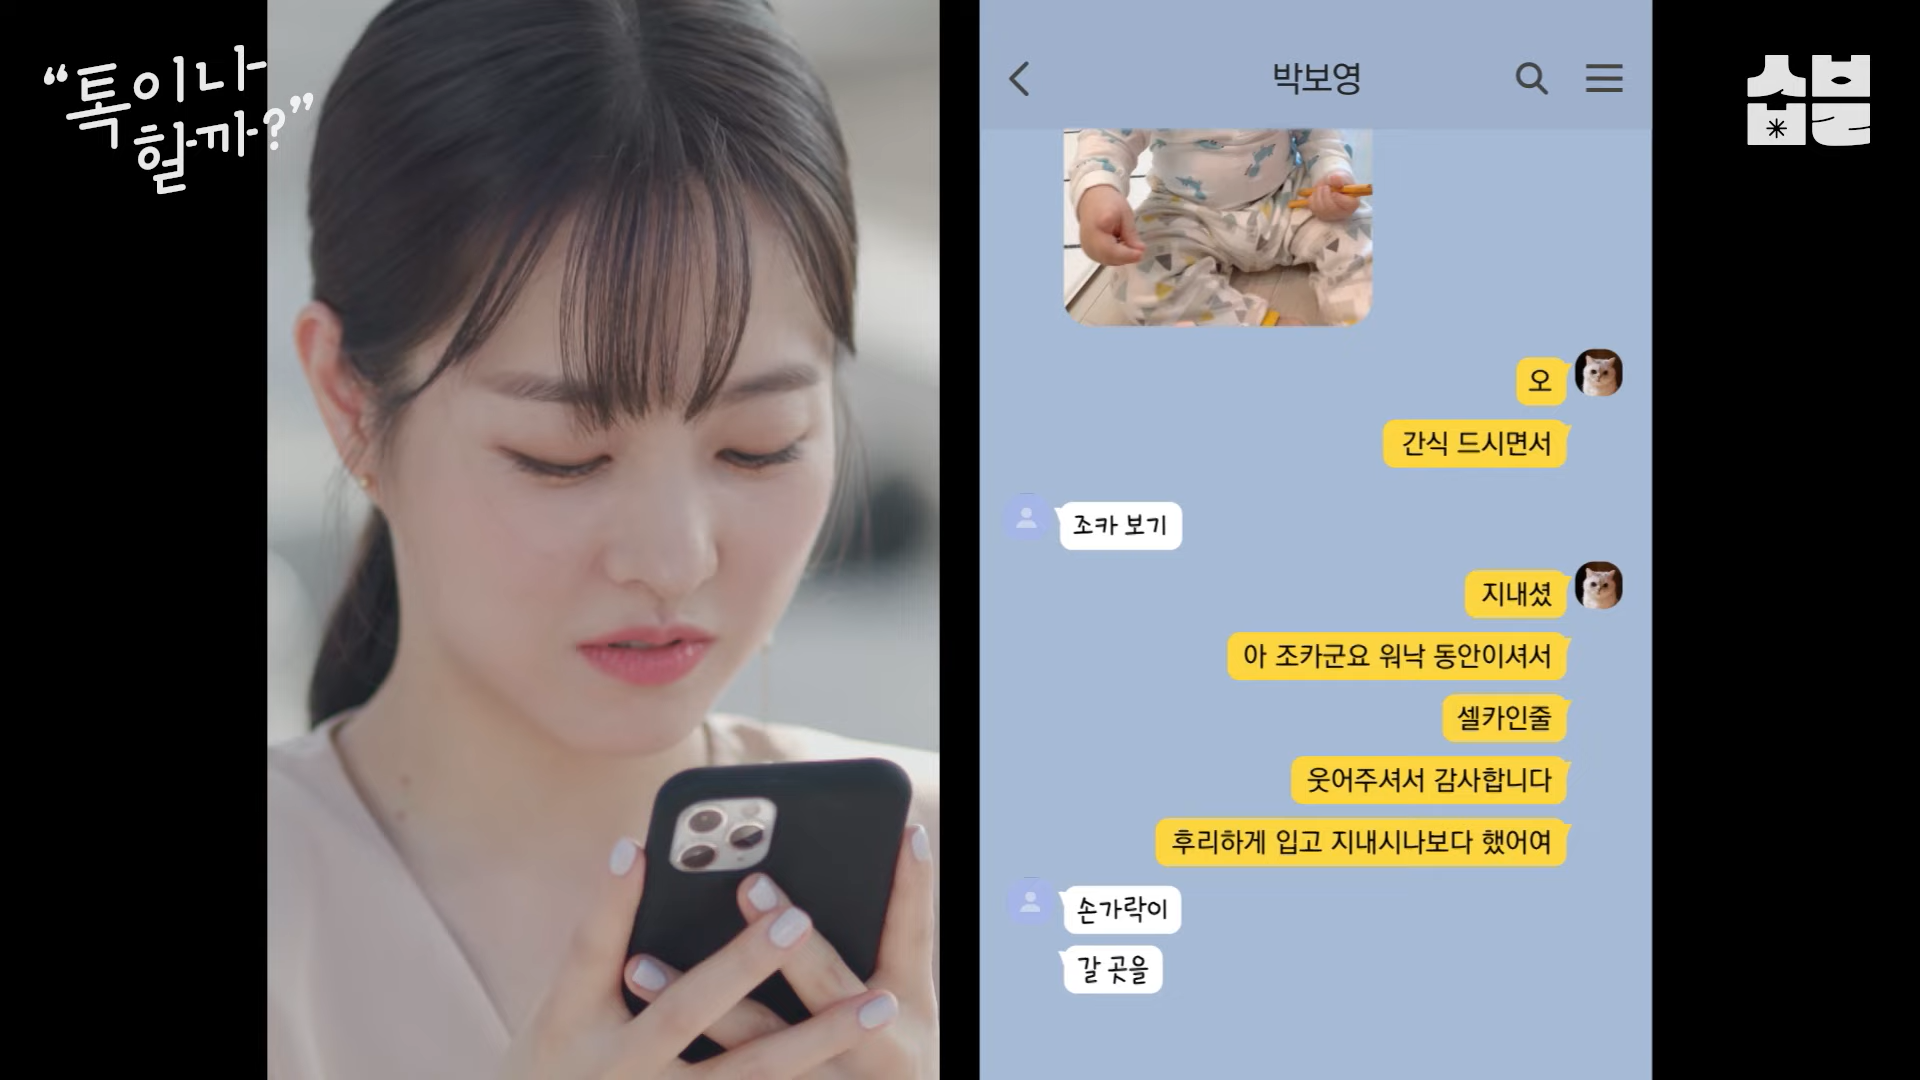 “톡이나
할까?”
박보영
오
간식 드시면서
조카 보기
지내셨
아 조카군요 워낙 동안이셔서
셀카인줄
웃어주셔서 감사합니다
후리하게 입고 지내시나보다 했어여
손가락이
갈 곳을